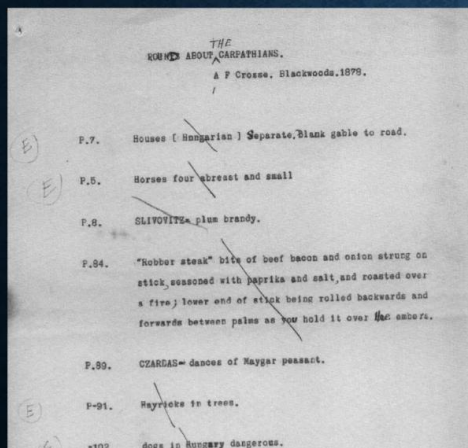 THE
ROUND ABOUT CARPATHIANS.
A F Crosse. Blackwoods.1878.
E P.7. Houses ( Hungarian ) Separate, Blank gable to road.
E P.5. Horses four abreast and small
P.8. SLIVOVITZ= plum brandy.
P.84. "Robber steak" bits of beef bacon and onion strung on
stick, seasoned with paprika and salt, and roasted over
a fire; lower end of stick being rolled backwards and
forwards between palms as you hold it over embers.
P.89. CZARDAS= dances of Maygar peasant.
E P-91. Hayricks in trees.
-102 dogs in Hungary dangerous.